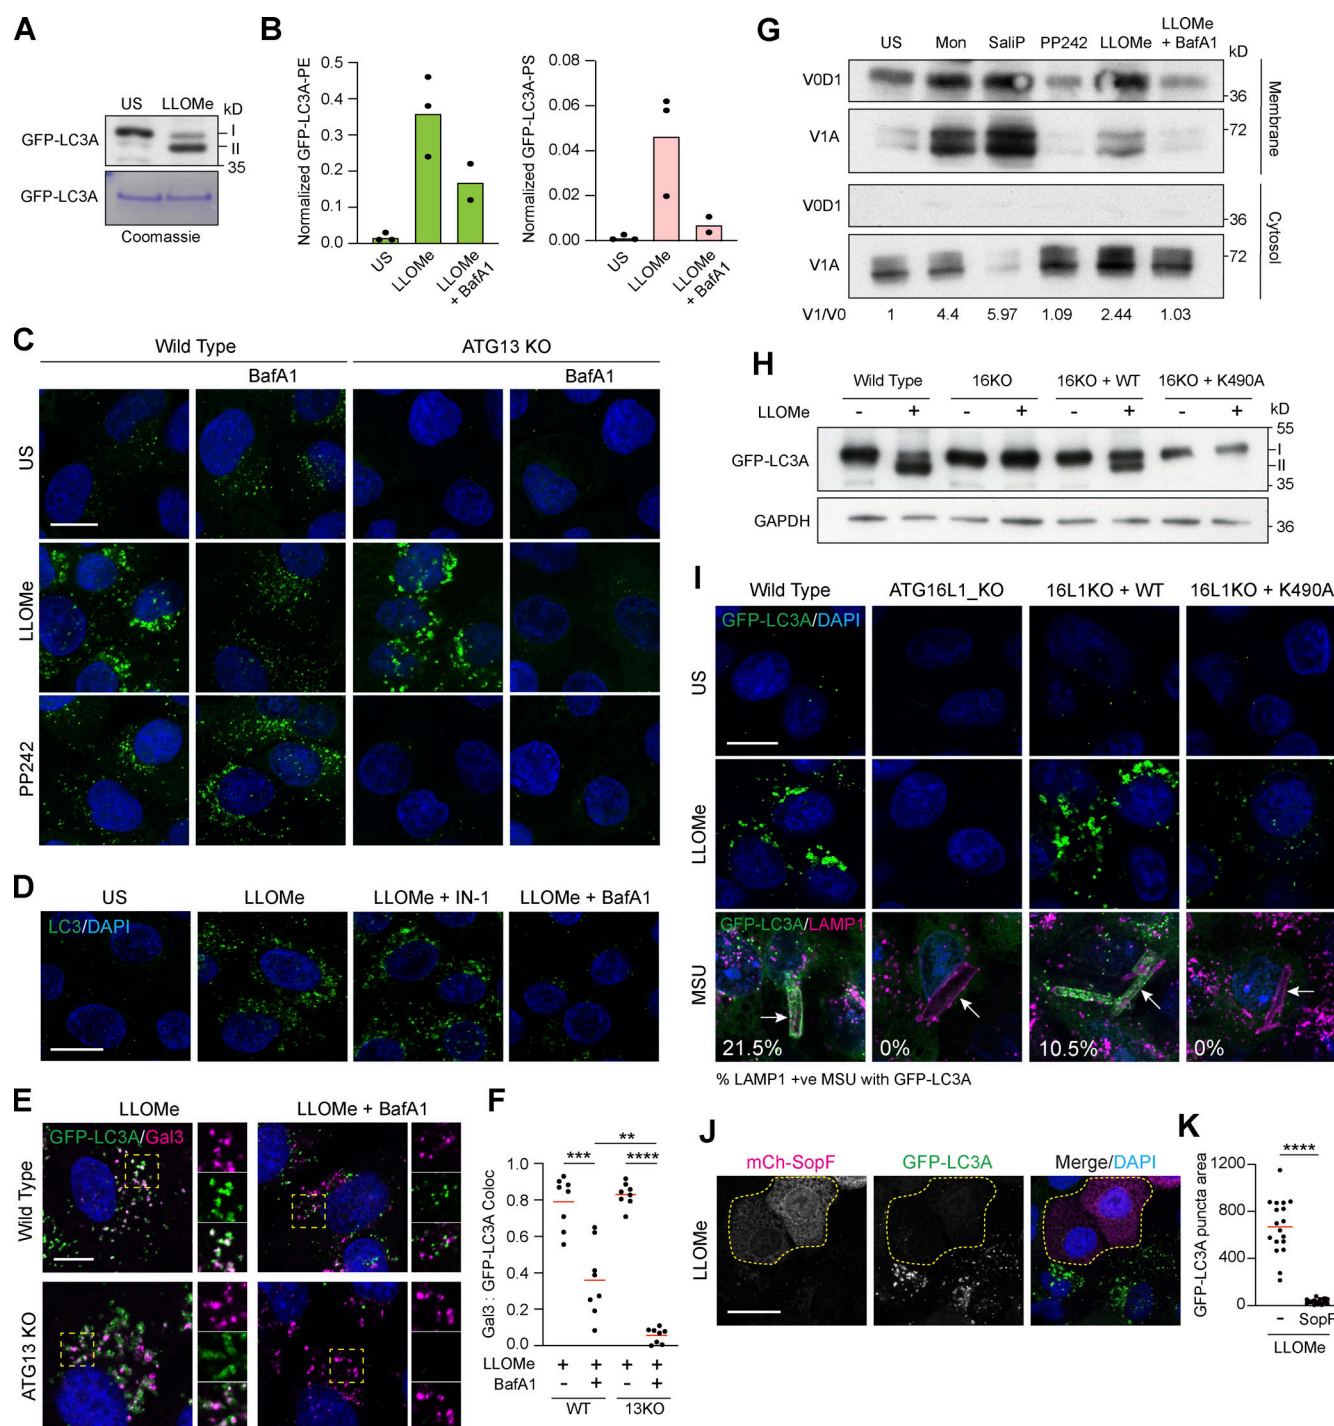 A
US LLOMe kD
GFP-LC3A
I
II
35
GFP-LC3A
Coomassie
B
Normalized GFP-LC3A-PE
0.5
0.4
0.3
0.2
0.1
0.0
US
LLOMe
LLOMe
+ BafA1
Normalized GFP-LC3A-PS
0.08
0.06
0.04
0.02
0.00
US
LLOMe
LLOMe
+ BafA1
C
Wild Type ATG13 KO
BafA1 BafA1
US
LLOMe
PP242
D
US LLOMe LLOMe + IN-1 LLOMe + BafA1
LC3/DAPI
E
LLOMe LLOMe + BafA1
GFP-LC3A/Gal3
Wild Type
ATG13 KO
F
Gal3 : GFP-LC3A Coloc
**
*** ****
1.0
0.8
0.6
0.4
0.2
0.0
LLOMe + + + +
BafA1 + +
WT 13KO
G
US Mon SaliP PP242 LLOMe LLOMe
+ BafA1
kD
V0D1
36
V1A
72
Membrane
V0D1
36
V1A
72
Cytosol
V1/V0 1 4.4 5.97 1.09 2.44 1.03
H
Wild Type 16KO 16KO + WT 16KO + K490A
LLOMe - + - + - + - + kD
55
GFP-LC3A
I
II
35
GAPDH
36
I
Wild Type ATG16L1_KO 16L1KO + WT 16L1KO + K490A
GFP-LC3A/DAPI
US
LLOMe
GFP-LC3A/LAMP1
MSU
21.5% 0% 10.5% 0%
% LAMP1 +ve MSU with GFP-LC3A
J
mCh-SopF GFP-LC3A Merge/DAPI
LLOMe
K
GFP-LC3A puncta area
****
1200
800
400
0
- SopF
LLOMe